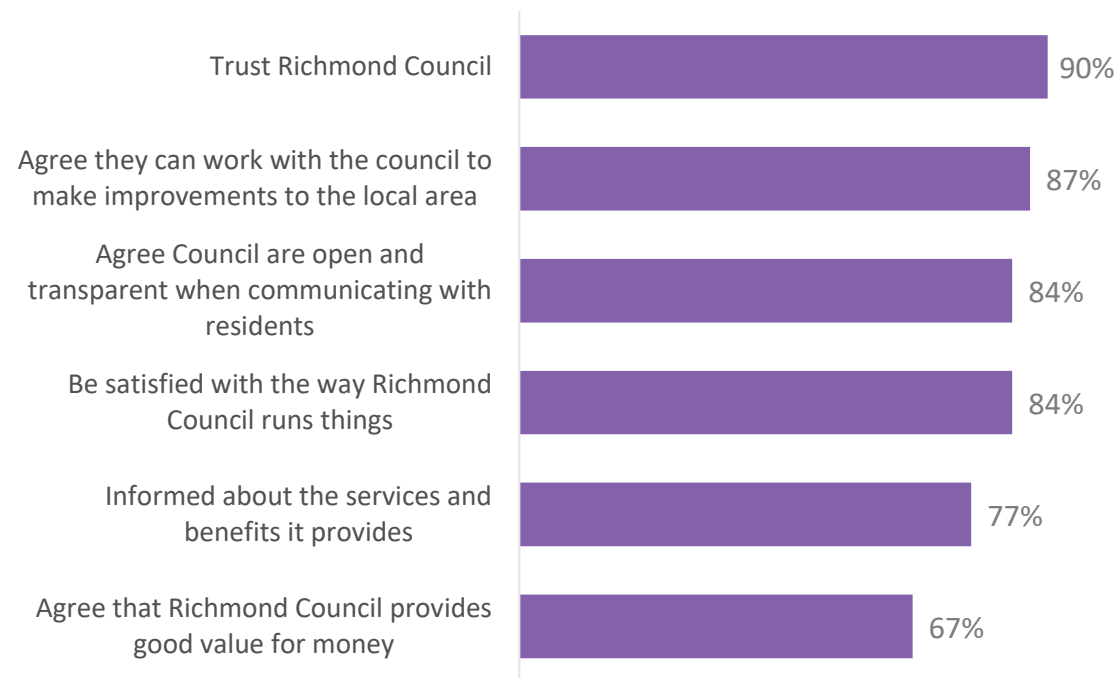 Trust Richmond Council
90%
Agree they can work with the council to
make improvements to the local area
87%
Agree Council are open and
transparent when communicating with
residents
84%
Be satisfied with the way Richmond
Council runs things
84%
Informed about the services and
benefits it provides
77%
Agree that Richmond Council provides
good value for money
67%